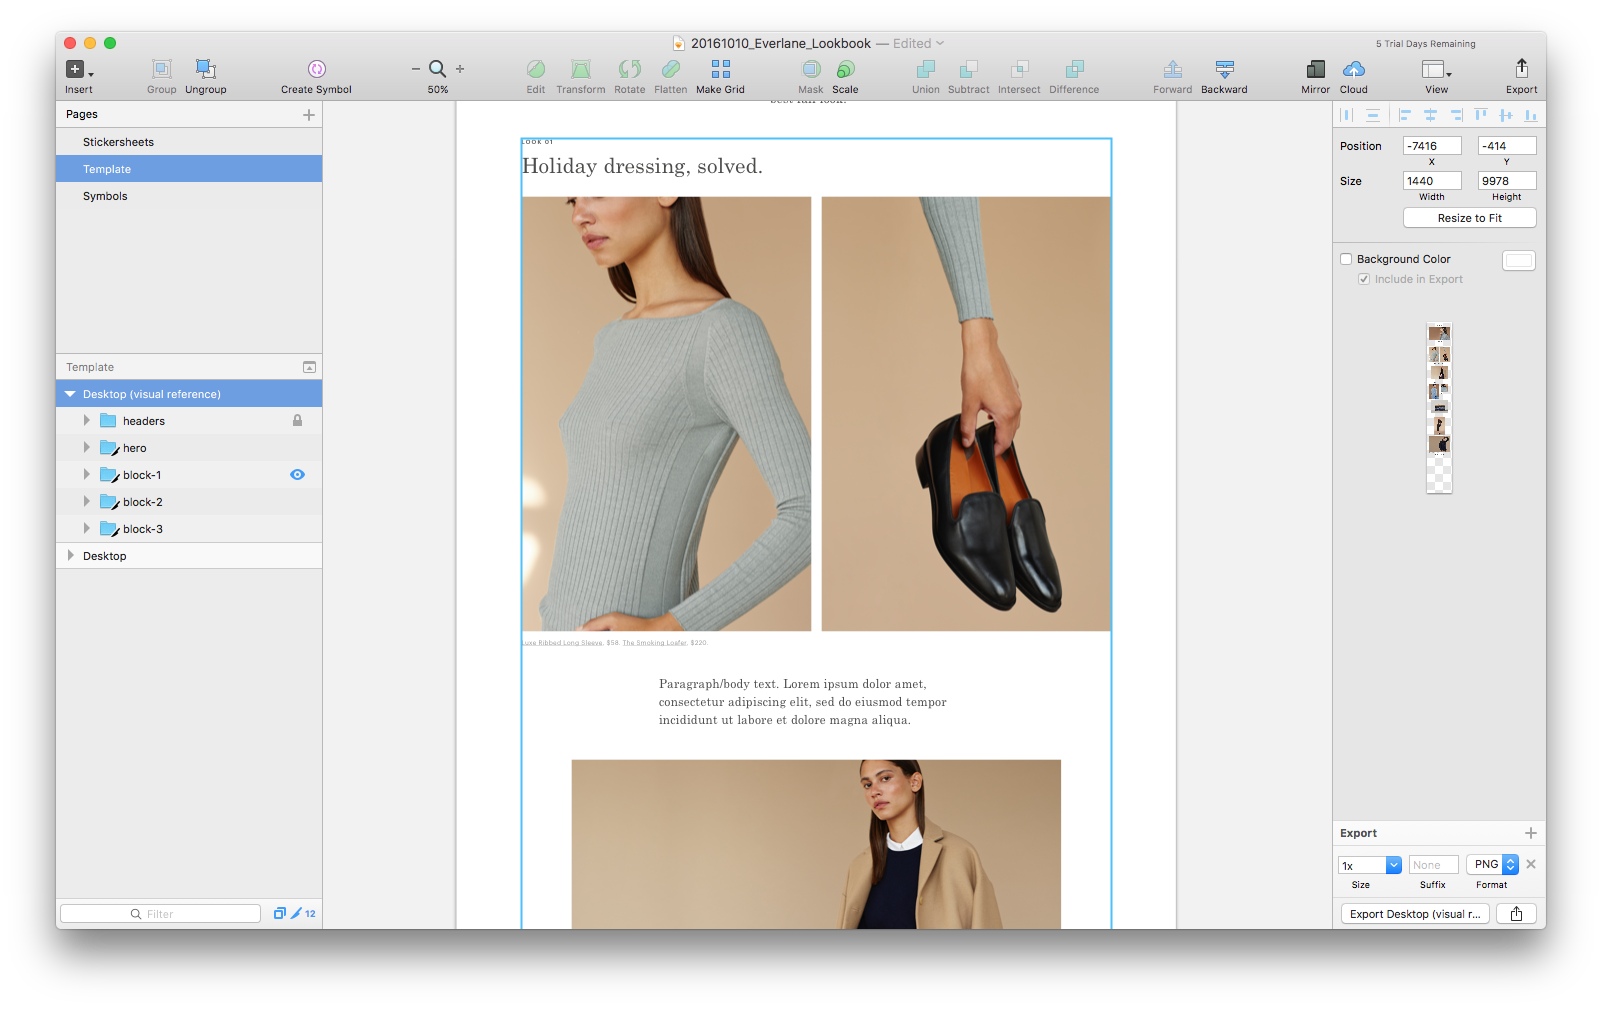 20161010_Everlane_Lookbook — Edited
5 Trial Days Remaining
Insert
Group
Ungroup
Create Symbol
50%
Edit
Transform
Rotate
Flatten
Make Grid
Mask
Scale
Union
Subtract
Intersect
Difference
Forward
Backward
Mirror
Cloud
View
Export
Pages
Stickersheets
Template
Symbols
Template
Desktop (visual reference)
headers
hero
block-1
block-2
block-3
Desktop
Filter
12
best fall look.
LOOK 01
Holiday dressing, solved.
Luxe Ribbed Long Sleeve, $58. The Smoking Loafer, $220.
Paragraph/body text. Lorem ipsum dolor amet,
consectetur adipiscing elit, sed do eiusmod tempor
incididunt ut labore et dolore magna aliqua.
Position
-7416
-414
X
Y
Size
1440
9978
Width
Height
Resize to Fit
Background Color
Include in Export
Export
1x
None
PNG
Size
Suffix
Format
Export Desktop (visual r...